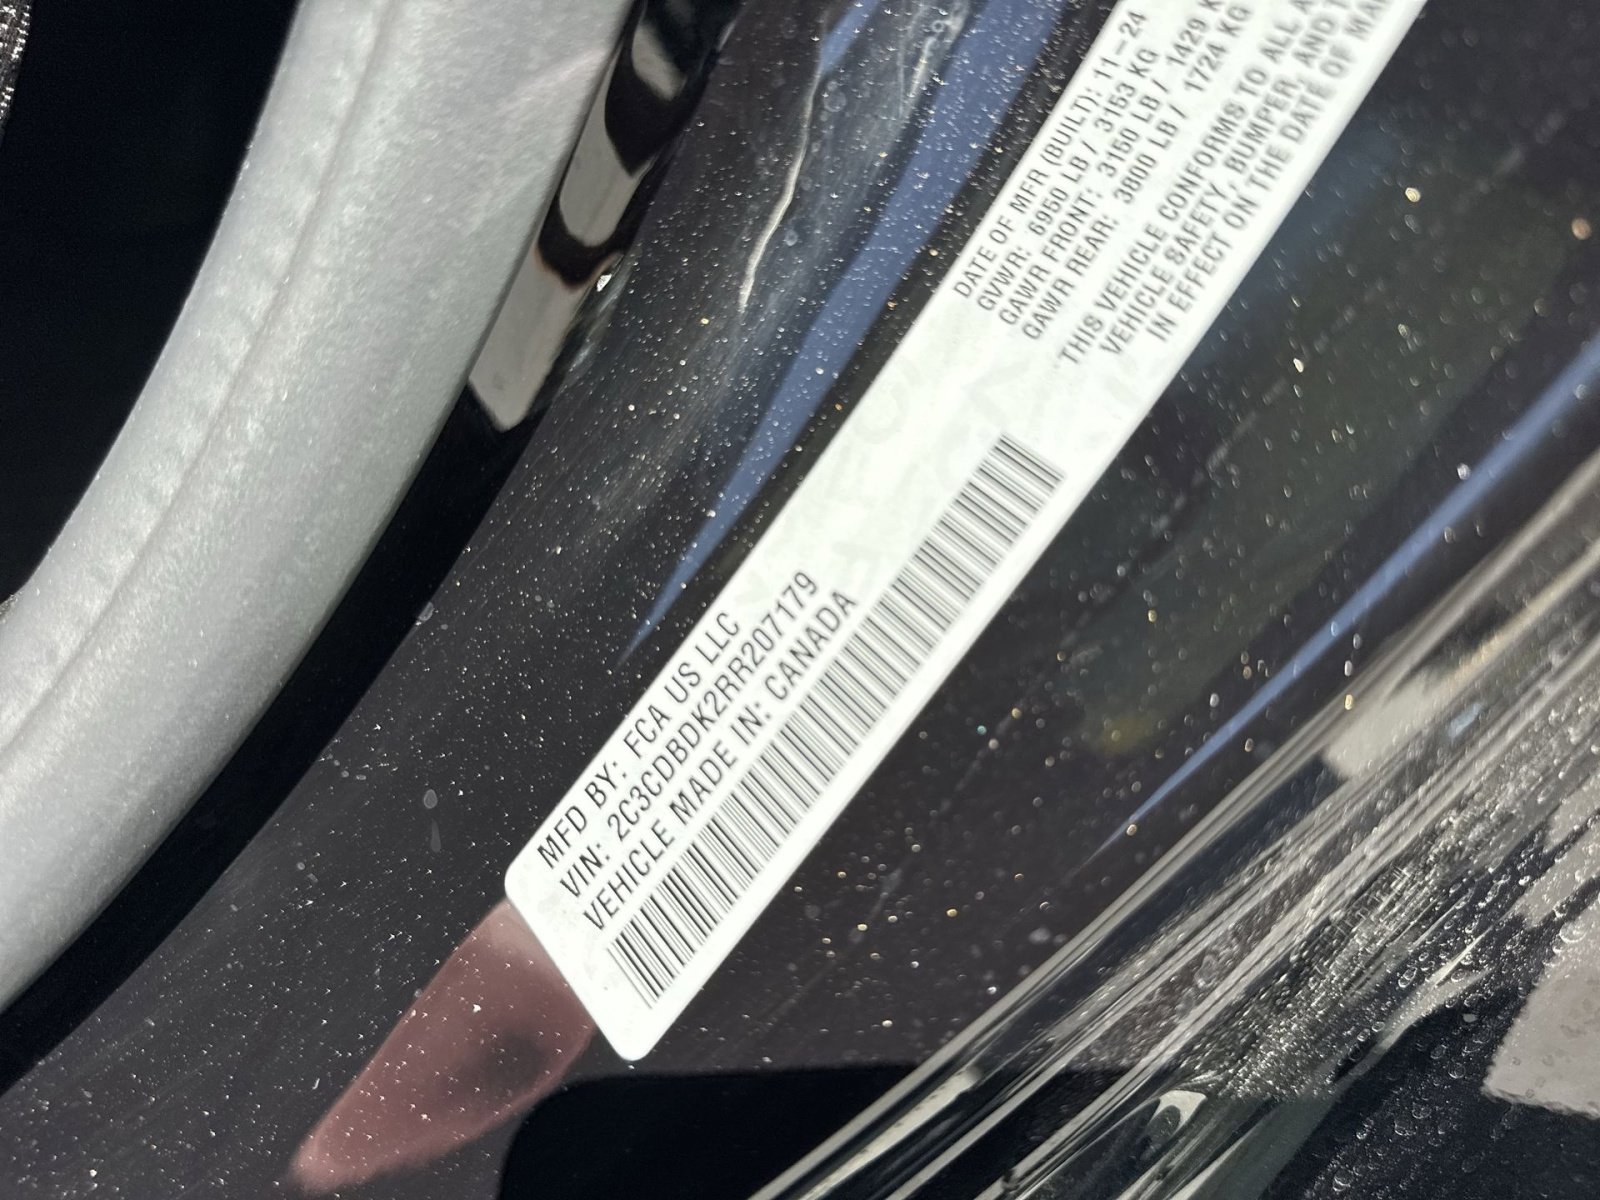 MFD BY: FCA US LLC
VIN: 2C3CDBDK2RR207179
VEHICLE MADE IN: CANADA
DATE OF MFR (BUILT): 11-24
GVWR: 6950 LB / 3153 KG
GAWR FRONT: 3150 LB / 1429 K
GAWR REAR: 3800 LB / 1724 KG
THIS VEHICLE CONFORMS TO ALL A
VEHICLE SAFETY, BUMPER, AND T
IN EFFECT ON THE DATE OF MA